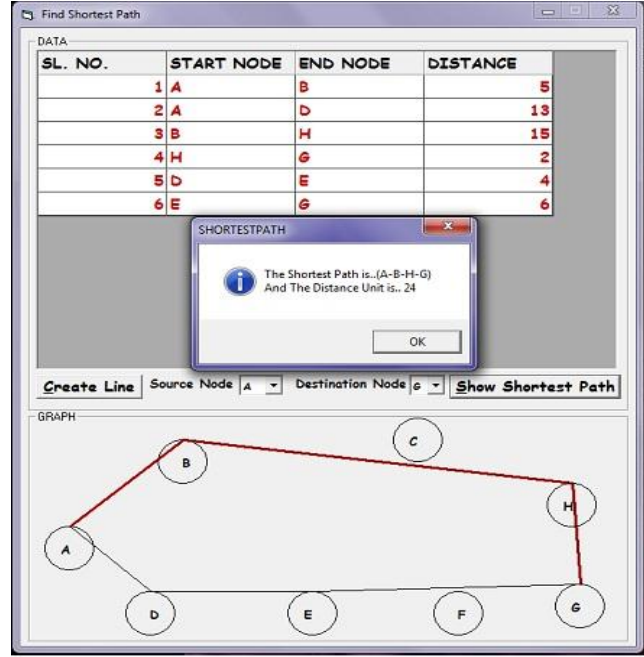 Find Shortest Path
DATA
SL. NO. START NODE END NODE DISTANCE
1 A B 5
2 A D 13
3 B H 15
4 H G 2
5 D E 4
6 E G 6
SHORTESTPATH
The Shortest Path is..(A-B-H-G)
And The Distance Unit is.. 24
OK
Create Line Source Node A Destination Node G Show Shortest Path
GRAPH
C
B
H
A
D E F G